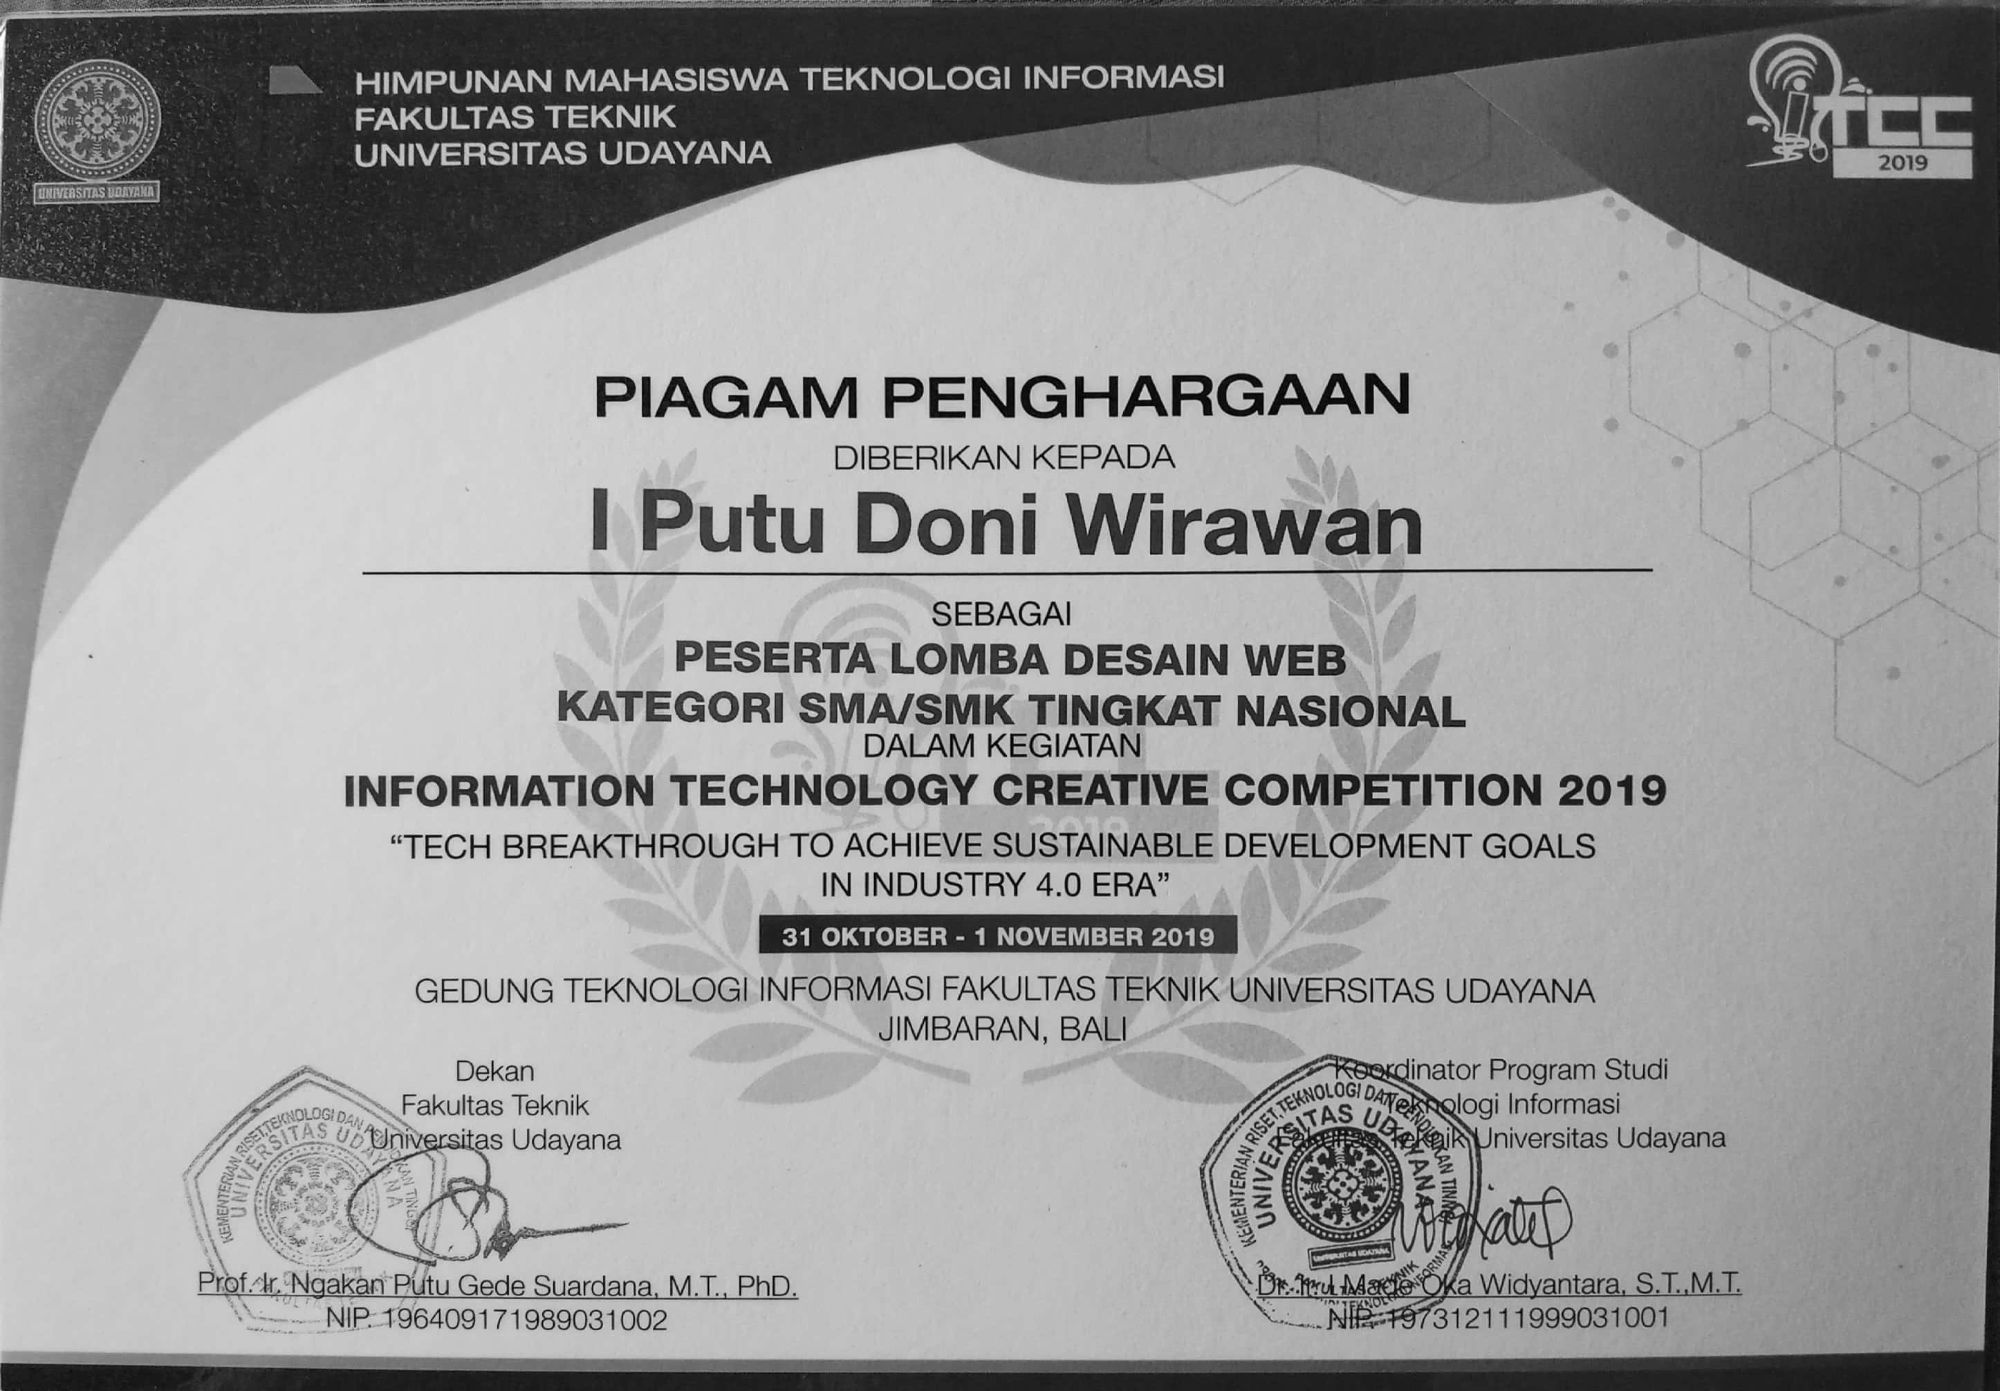 UNIVERSITAS UDAYANA
HIMPUNAN MAHASISWA TEKNOLOGI INFORMASI
FAKULTAS TEKNIK
UNIVERSITAS UDAYANA
ITCC
2019
PIAGAM PENGHARGAAN
DIBERIKAN KEPADA
I Putu Doni Wirawan
SEBAGAI
PESERTA LOMBA DESAIN WEB
KATEGORI SMA/SMK TINGKAT NASIONAL
DALAM KEGIATAN
INFORMATION TECHNOLOGY CREATIVE COMPETITION 2019
2019
“TECH BREAKTHROUGH TO ACHIEVE SUSTAINABLE DEVELOPMENT GOALS
IN INDUSTRY 4.0 ERA”
31 OKTOBER - 1 NOVEMBER 2019
GEDUNG TEKNOLOGI INFORMASI FAKULTAS TEKNIK UNIVERSITAS UDAYANA
JIMBARAN, BALI
Dekan
Fakultas Teknik
Universitas Udayana
KEMENTERIAN RISET, TEKNOLOGI DAN PENDIDIKAN TINGGI
UNIVERSITAS UDAYANA
Prof. Ir. Ngakan Putu Gede Suardana, M.T., PhD.
NIP. 196409171989031002
Koordinator Program Studi
Teknologi Informasi
Fakultas Teknik Universitas Udayana
KEMENTERIAN RISET, TEKNOLOGI DAN PENDIDIKAN TINGGI
UNIVERSITAS UDAYANA
UNIVERSITAS UDAYANA
FAKULTAS TEKNIK
Dr. Ir. I Made Oka Widyantara, S.T.,M.T.
NIP. 197312111999031001